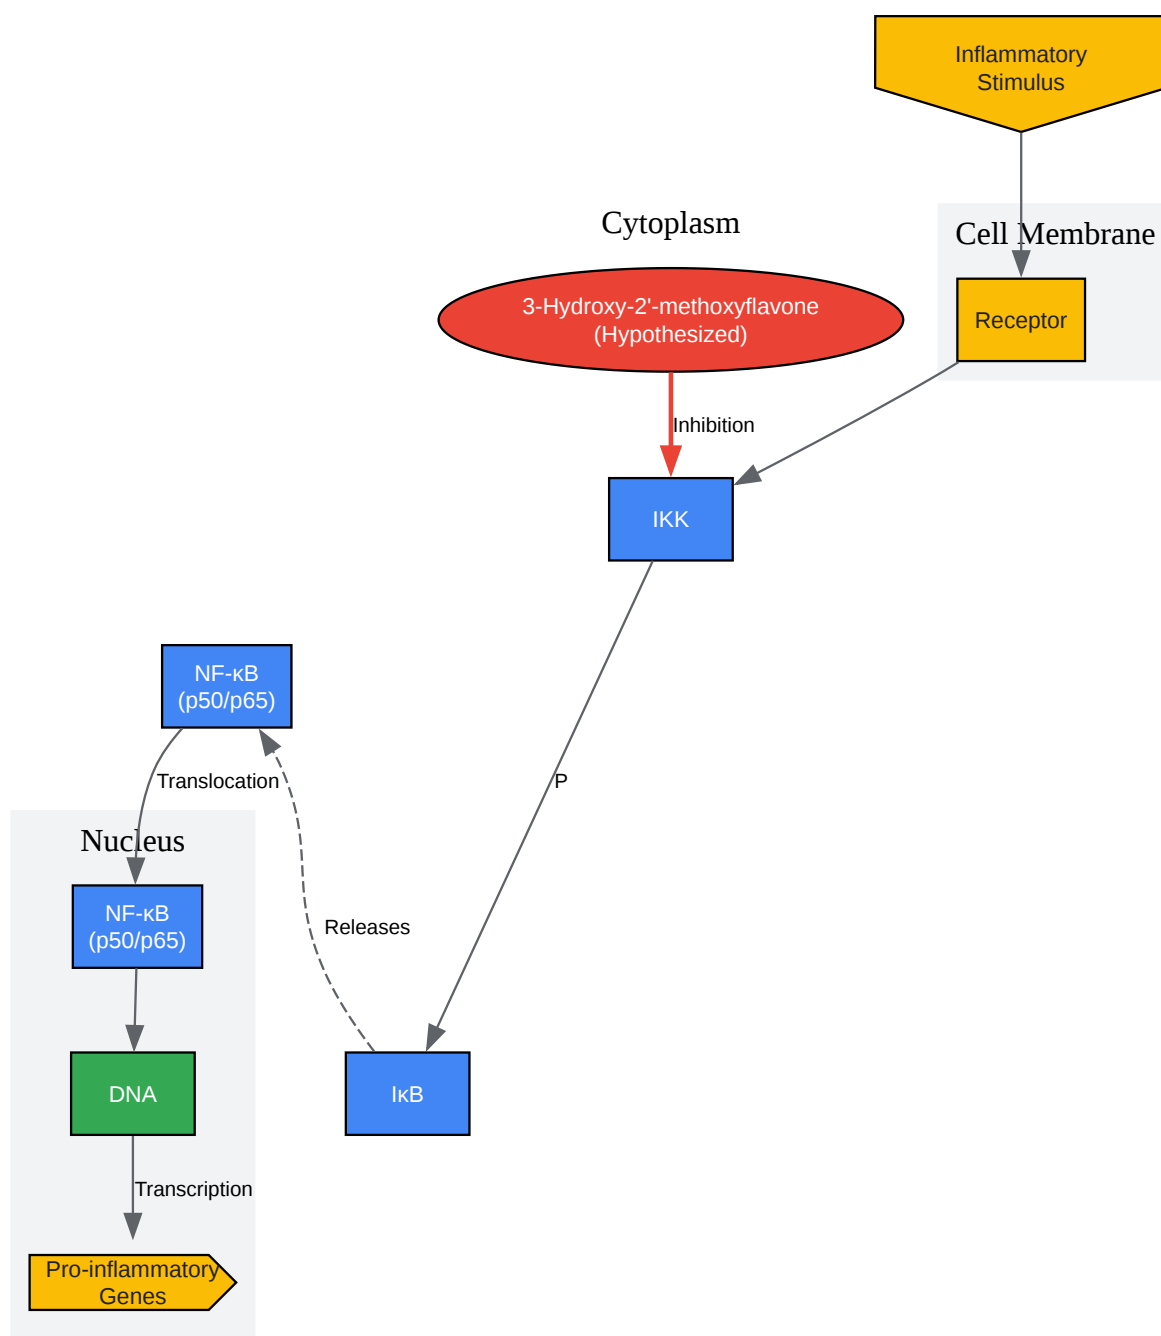 Inflammatory
Stimulus
Cytoplasm
Cell Membrane
3-Hydroxy-2'-methoxyflavone
(Hypothesized)
Receptor
Inhibition
IKK
NF-κB
(p50/p65)
Translocation
P
Nucleus
NF-κB
(p50/p65)
Releases
DNA
IκB
Transcription
Pro-inflammatory
Genes